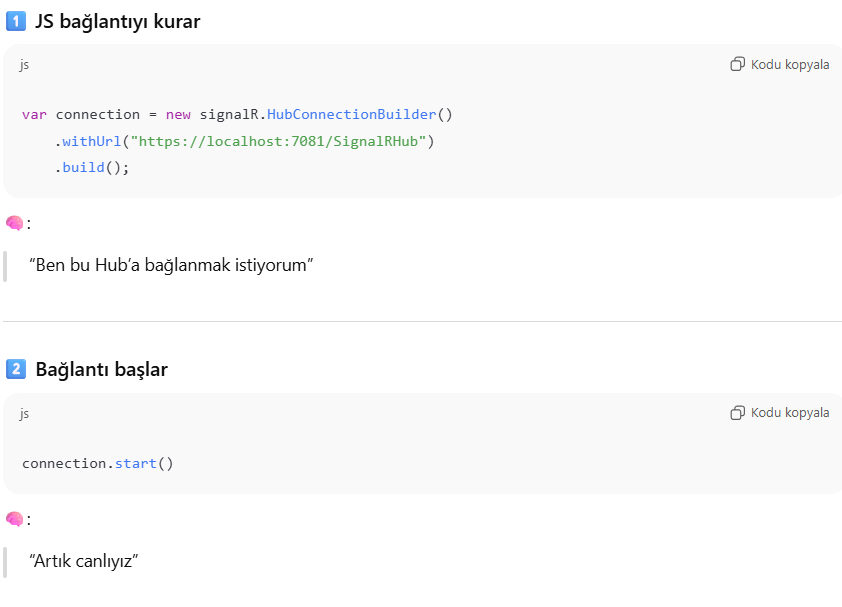 1 JS bağlantıyı kurar
js
Kodu kopyala
var connection = new signalR.HubConnectionBuilder()
    .withUrl("https://localhost:7081/SignalRHub")
    .build();
:
“Ben bu Hub’a bağlanmak istiyorum”
2 Bağlantı başlar
js
Kodu kopyala
connection.start()
:
“Artık canlıyız”